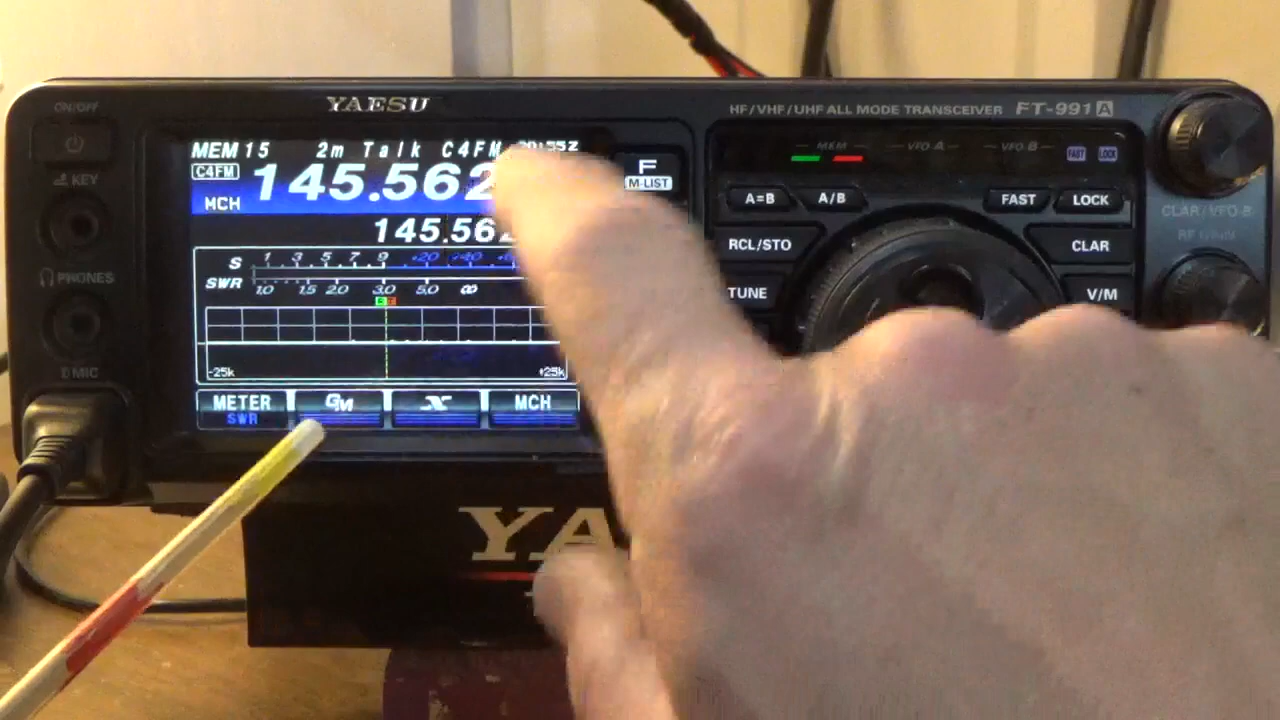 ON/OFF
YAESU
HF/VHF/UHF ALL MODE TRANSCEIVER FT-991A
MEM 15 2m Talk C4FM
C4FM
145.562
MCH
145.56
F
M-LIST
MEM
VFO-A
VFO-B
FAST
LOCK
KEY
A=B
A/B
FAST
LOCK
CLAR/VFO-B
RF GAIN
RCL/STO
CLAR
S 1 3 5 7 9 +20 +40
SWR 1.0 1.5 2.0 3.0 5.0 ∞
PHONES
TUNE
V/M
MIC
-25k
+25k
METER
SWR
GM
X
MCH
YA